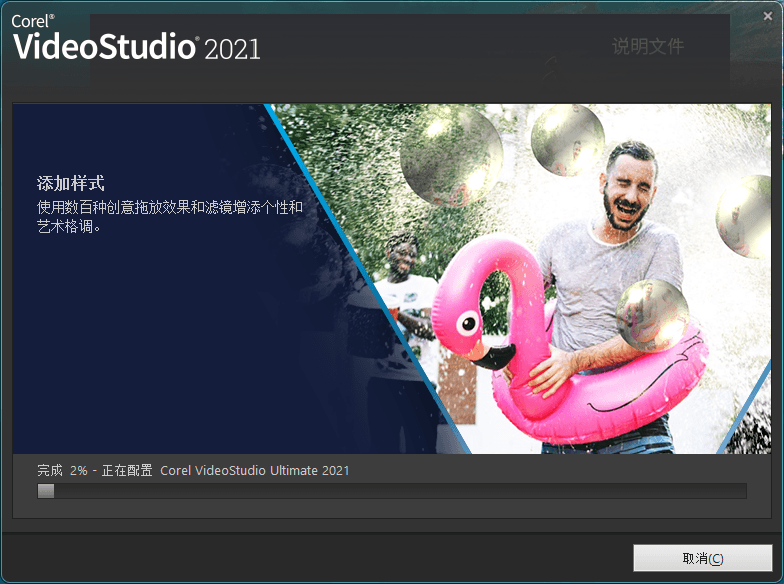 Corel®
VideoStudio® 2021
说明文件
添加样式
使用数百种创意拖放效果和滤镜增添个性和
艺术格调。
完成 2% - 正在配置 Corel VideoStudio Ultimate 2021
取消(C)